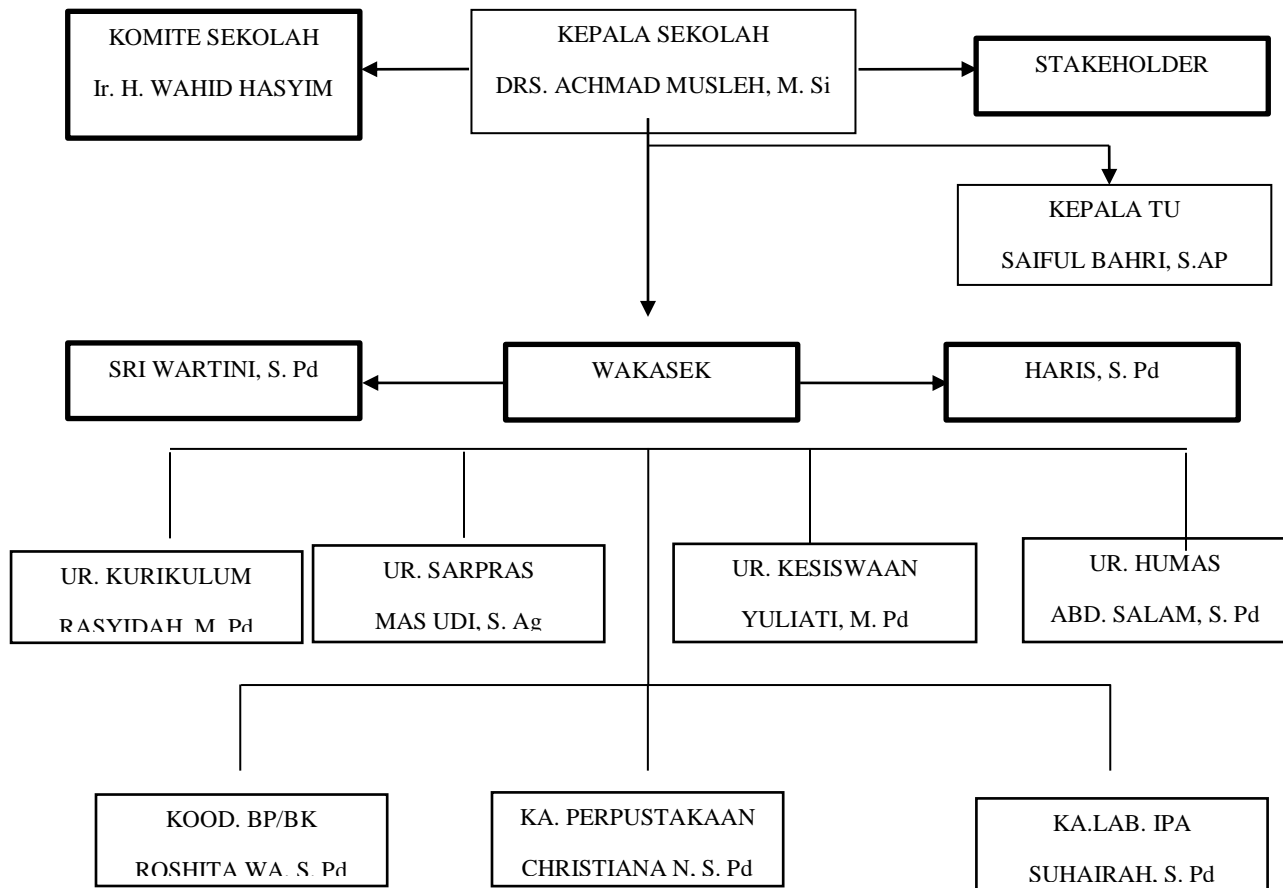 KOMITE SEKOLAH
Ir. H. WAHID HASYIM
KEPALA SEKOLAH
DRS. ACHMAD MUSLEH, M. Si
STAKEHOLDER
KEPALA TU
SAIFUL BAHRI, S.AP
SRI WARTINI, S. Pd
WAKASEK
HARIS, S. Pd
UR. KURIKULUM
RASYIDAH, M. Pd
UR. SARPRAS
MAS UDI, S. Ag
UR. KESISWAAN
YULIATI, M. Pd
UR. HUMAS
ABD. SALAM, S. Pd
KOOD. BP/BK
ROSHITA WA, S. Pd
KA. PERPUSTAKAAN
CHRISTIANA N, S. Pd
KA.LAB. IPA
SUHAIRAH, S. Pd